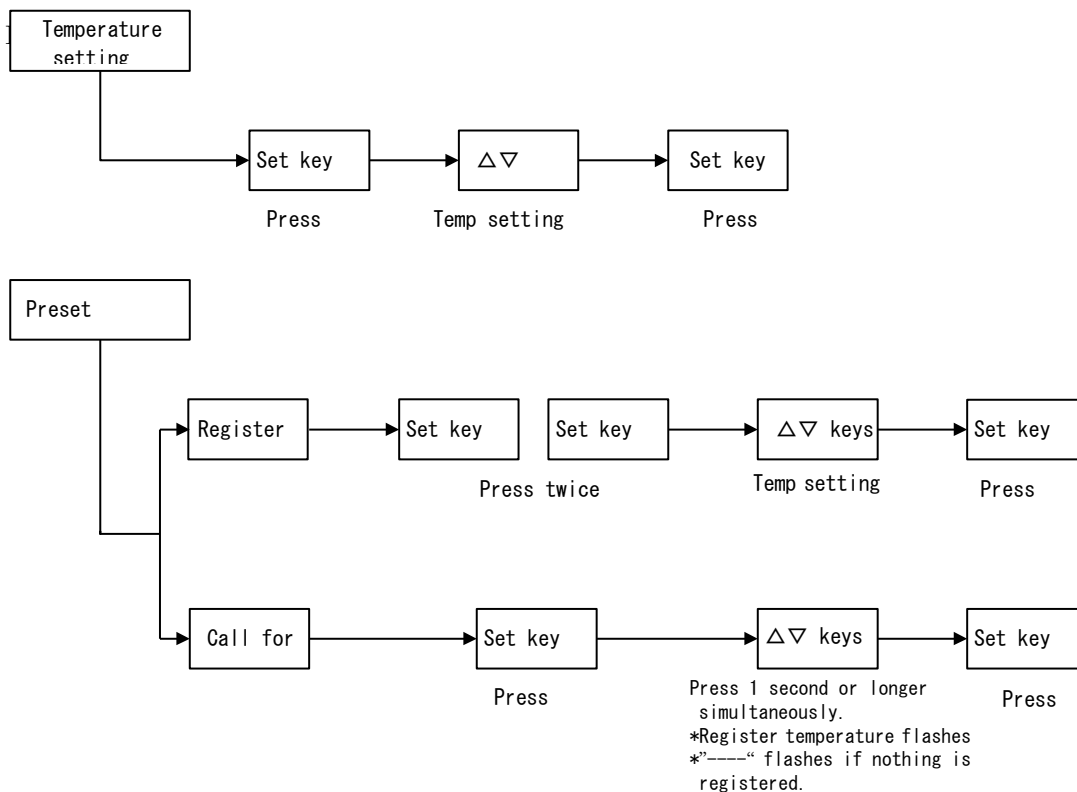 Temperature
setting
Set key
△▽
Set key
Press
Temp setting
Press
Preset
Register
Set key
Set key
△▽ keys
Set key
Press twice
Temp setting
Press
Call for
Set key
△▽ keys
Set key
Press
Press 1 second or longer
simultaneously.
*Register temperature flashes
*”----“ flashes if nothing is
registered.
Press